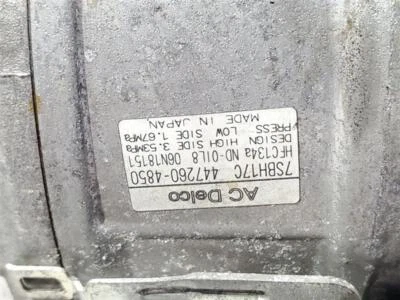 AC Delco
7SBH17C 447260-4850
HFC134a ND-OIL8 06N18151
DESIGN HIGH SIDE 3.53MPa
PRESS. LOW SIDE 1.67MPa
MADE IN JAPAN